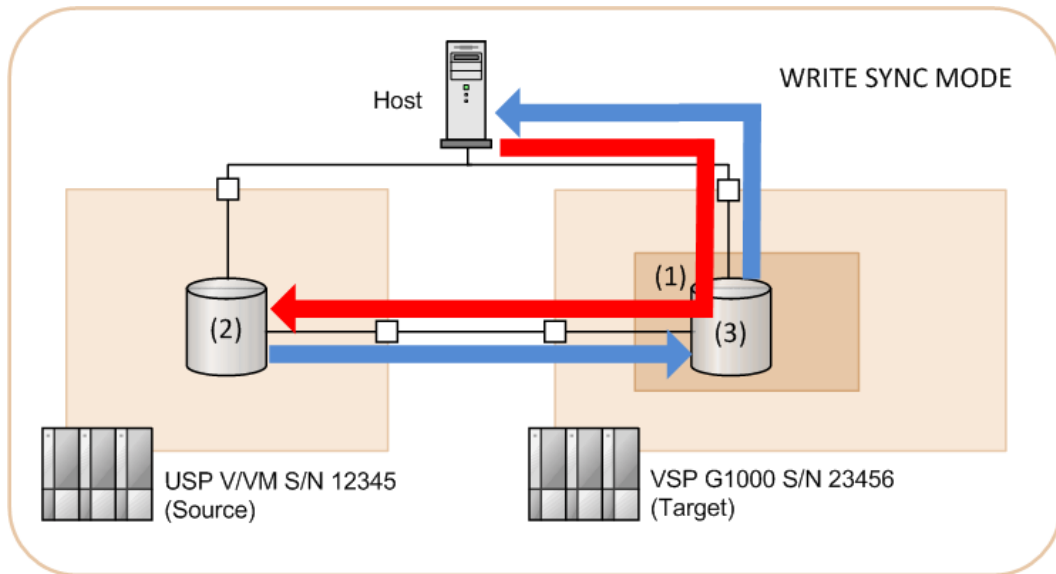 WRITE SYNC MODE
Host
(1)
(2)
(3)
USP V/VM S/N 12345
(Source)
VSP G1000 S/N 23456
(Target)